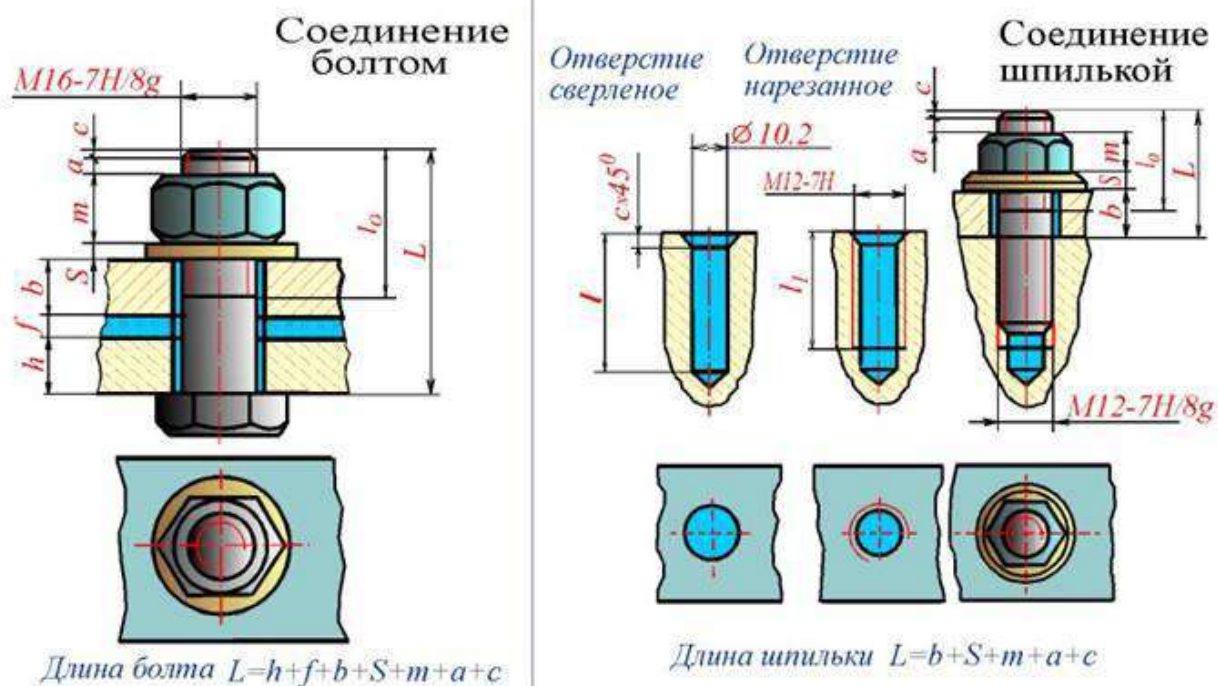 Соединение
болтом
M16-7H/8g
c
a
m
S
b
f
h
l₀
L
Длина болта L=h+f+b+S+m+a+c
Отверстие
сверленое
Отверстие
нарезанное
Соединение
шпилькой
Ø 10.2
c×45⁰
l
M12-7H
l₁
c
a
m
S
b
l₀
L
M12-7H/8g
Длина шпильки L=b+S+m+a+c